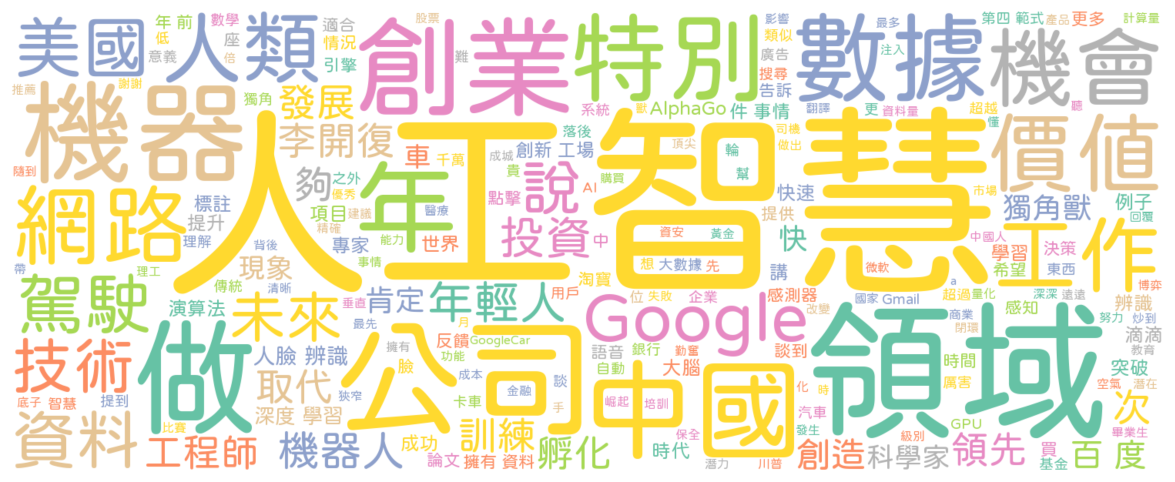 美國
人類
年 前
數學
低
座
意義
倍
謝謝
推薦
獨角
適合
情況
引擎
股票
難
創業
特別
影響
類似
廣告
告訴
搜尋
數據
最多
注入
第四 範式
產品
更多
計算量
機會
機器
發展
李開復
車
千萬
落後
系統
獸
AlphaGo
件 事情
翻譯
更
資料量
超越
懂
聽
價值
人工智慧
隨到
網路
標註
提升
理解
之外
優秀
夠
項目
建議
精確
專家
年
醫療
世界
成城
貴
點擊
創新 工場
說
AI
購買
投資
中
頂尖
輪
幫
司機
做出
快速
提供
快
市場
獨角獸
例子
回覆
工作
中國人
學習
決策
希望
東西
微軟
博弈
帶
駕駛
背後
理工
現象
傳統
清晰
演算法
事情
能力
肯定
未來
垂直
用戶
年輕人
淘寶
想
資安
大數據
黃金
先
講
感測器
位
失敗
企業
Google
改變
a
國家
Gmail
超過
量化
深深
遠遠
感知
辨識
商業
閉環
努力
炒到
滴滴
教育
技術
做
人臉 辨識
最先
月
反饋
GoogleCar
功能
擁有
臉
公司
語音
銀行
自動
勤奮
大腦
談到
中國
領域
時間
厲害
突破
空氣
潛在
底子
智慧
提到
取代
狹窄
成本
談
卡車
金融
手
崛起
培訓
化
時
汽車
發生
次
資料
比賽
深度 學習
工程師
機器人
成功
論文
訓練
擁有 資料
孵化
保全
時代
潛力
川普
級別
創造
科學家
GPU
領先
買
基金
畢業生
百度